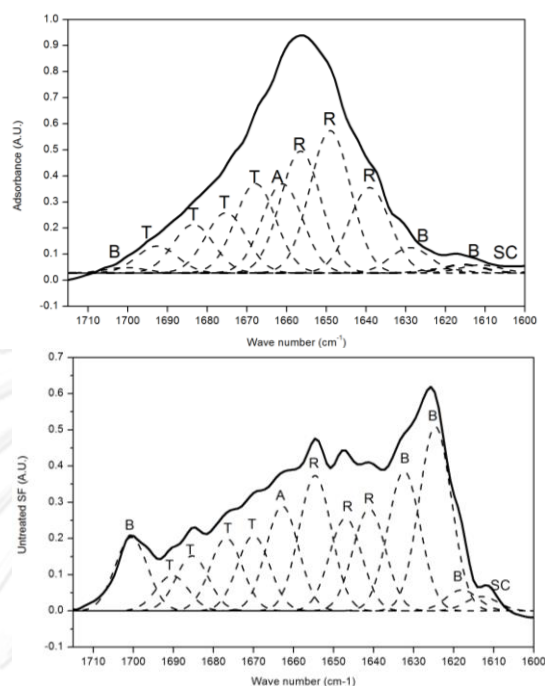 1.0
0.9
0.8
0.7
0.6
0.5
0.4
0.3
0.2
0.1
0.0
-0.1
Adsorbance (A.U.)
B T T T T A R R R B B SC
1710 1700 1690 1680 1670 1660 1650 1640 1630 1620 1610 1600
Wave number (cm⁻¹)
0.7
0.6
0.5
0.4
0.3
0.2
0.1
0.0
-0.1
Untreated SF (A.U.)
B T T T T A R R R B B B SC
1710 1700 1690 1680 1670 1660 1650 1640 1630 1620 1610 1600
Wave number (cm-1)